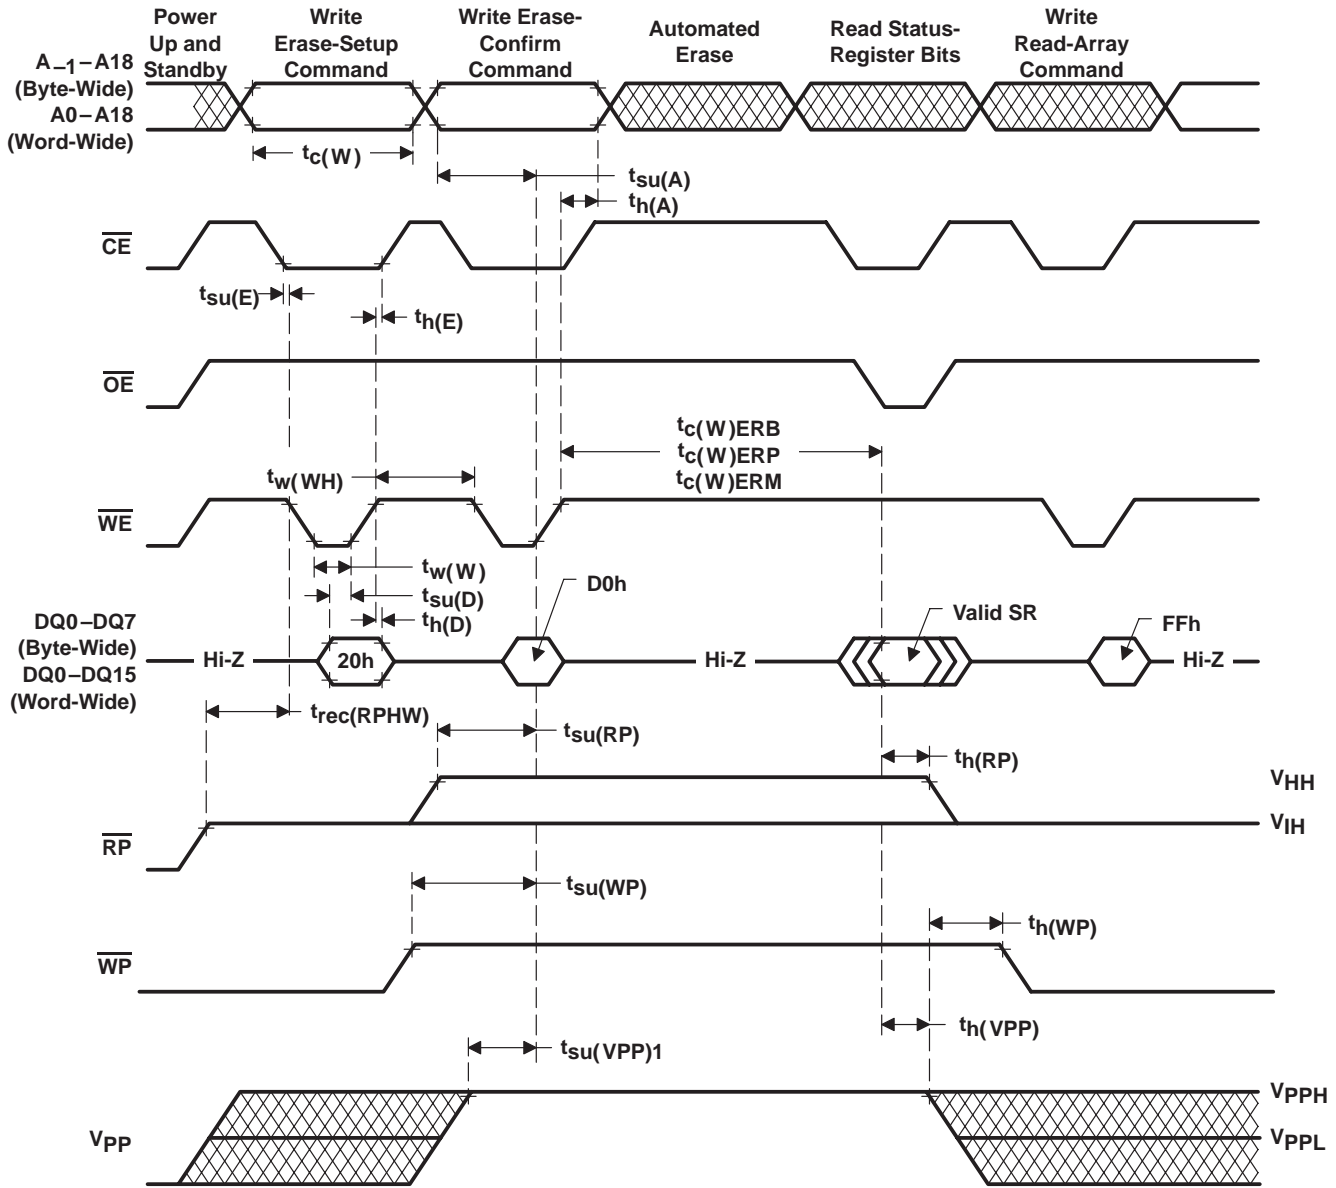 Power
Up and
Standby
Write
Erase-Setup
Command
Write Erase-
Confirm
Command
Automated
Erase
Read Status-
Register Bits
Write
Read-Array
Command
A–1–A18
(Byte-Wide)
A0–A18
(Word-Wide)
tc(W)
tsu(A)
th(A)
CE
tsu(E)
th(E)
OE
tc(W)ERB
tc(W)ERP
tc(W)ERM
tw(WH)
WE
tw(W)
tsu(D)
th(D)
D0h
Valid SR
FFh
DQ0–DQ7
(Byte-Wide)
DQ0–DQ15
(Word-Wide)
Hi-Z
20h
Hi-Z
Hi-Z
trec(RPHW)
tsu(RP)
th(RP)
VHH
VIH
RP
tsu(WP)
th(WP)
WP
th(VPP)
tsu(VPP)1
VPPH
VPP
VPPL